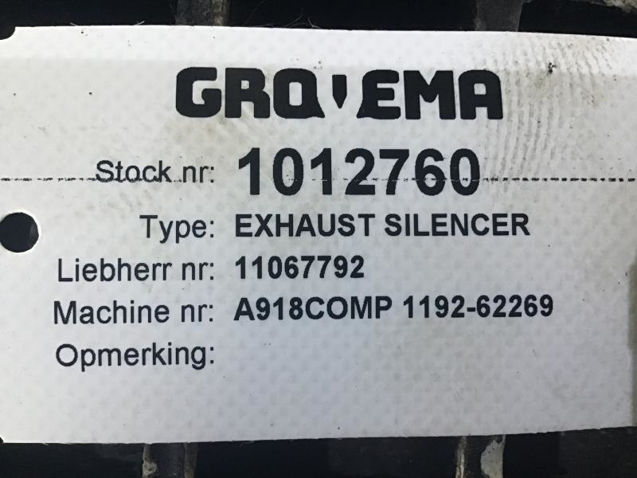 GROVEMA
Stock nr: 1012760
Type: EXHAUST SILENCER
Liebherr nr: 11067792
Machine nr: A918COMP 1192-62269
Opmerking: